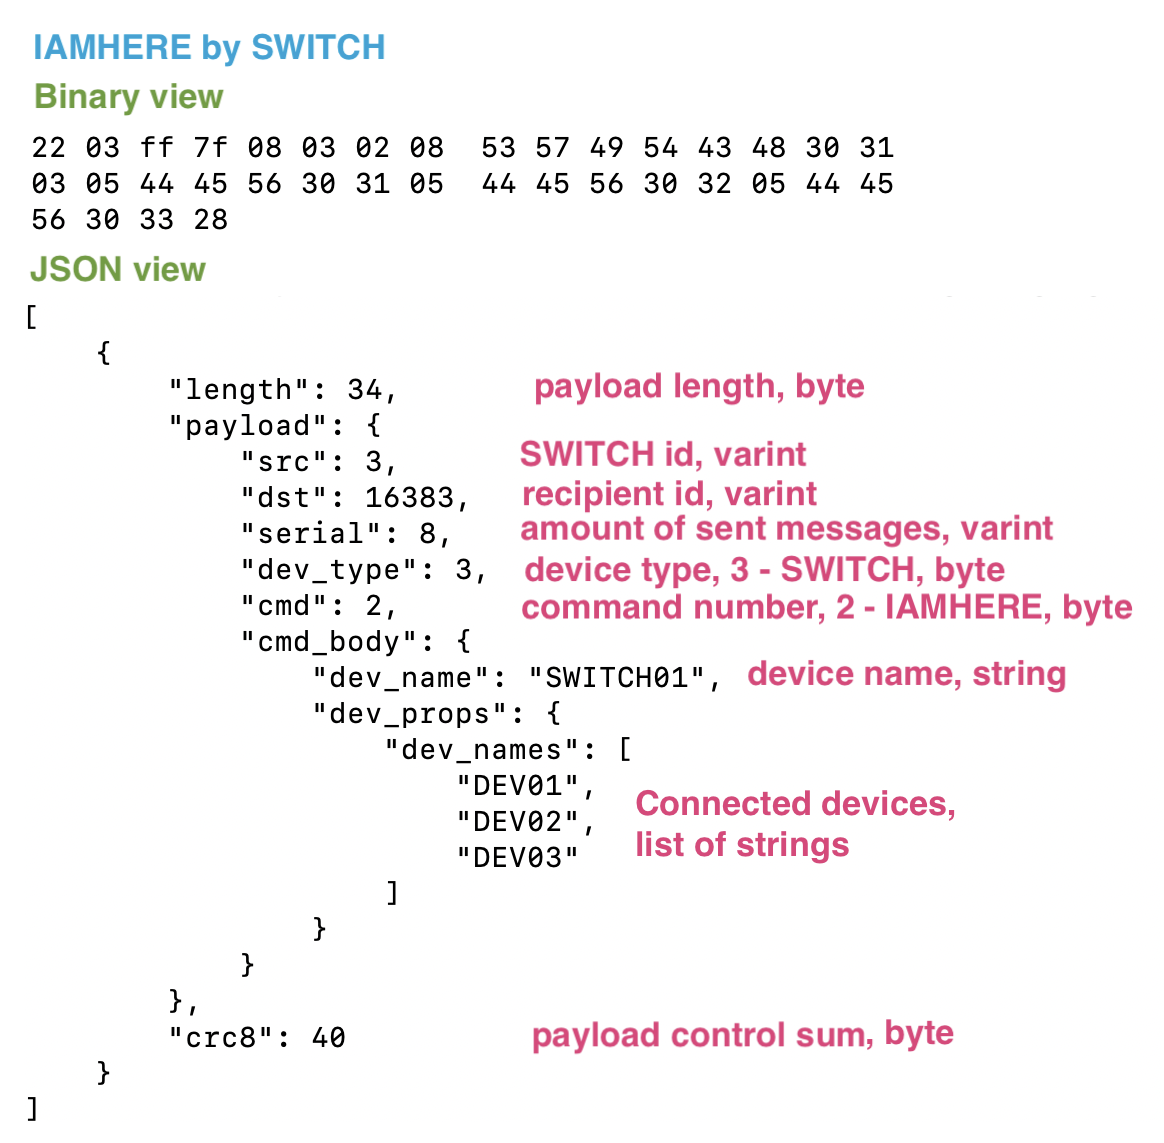 IAMHERE by SWITCH
Binary view
22 03 ff 7f 08 03 02 08  53 57 49 54 43 48 30 31
03 05 44 45 56 30 31 05  44 45 56 30 32 05 44 45
56 30 33 28
JSON view
[
    {
        "length": 34, payload length, byte
        "payload": {
            "src": 3, SWITCH id, varint
            "dst": 16383, recipient id, varint
            "serial": 8, amount of sent messages, varint
            "dev_type": 3, device type, 3 - SWITCH, byte
            "cmd": 2, command number, 2 - IAMHERE, byte
            "cmd_body": {
                "dev_name": "SWITCH01", device name, string
                "dev_props": {
                    "dev_names": [
                        "DEV01", Connected devices,
                        "DEV02", list of strings
                        "DEV03"
                    ]
                }
            }
        },
        "crc8": 40 payload control sum, byte
    }
]